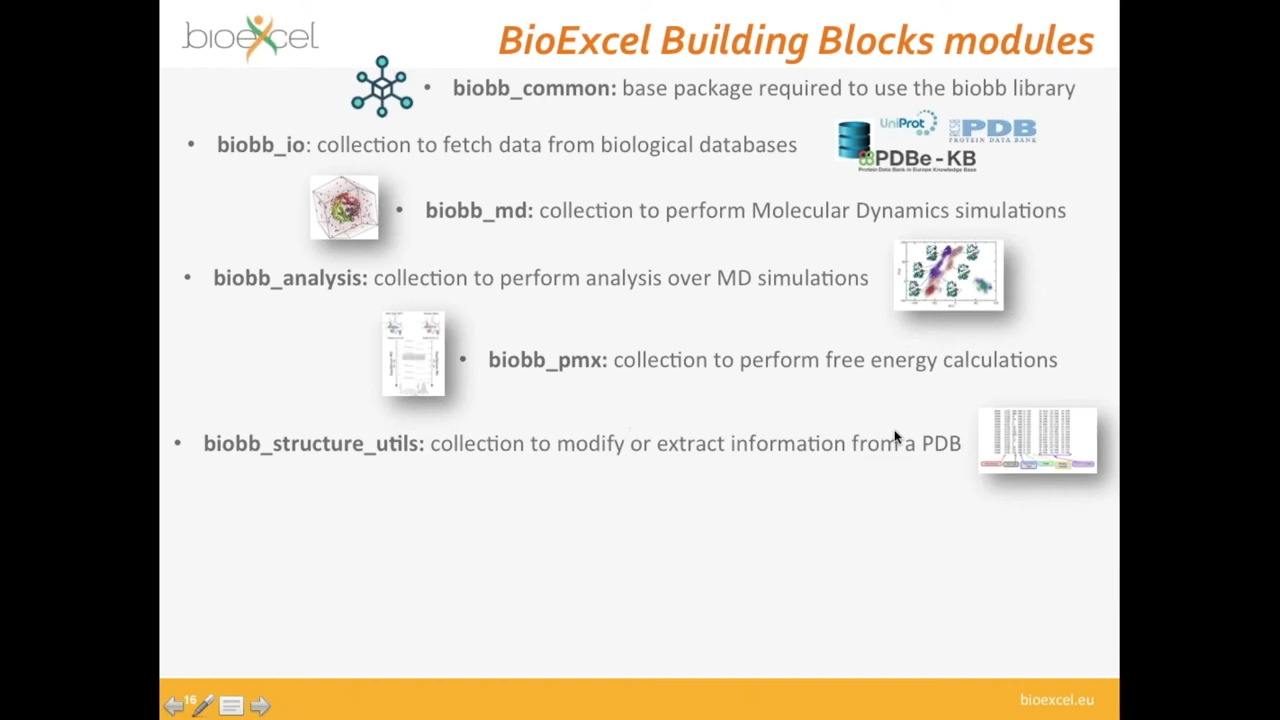 bioexcel
BioExcel Building Blocks modules
• biobb_common: base package required to use the biobb library
• biobb_io: collection to fetch data from biological databases
UniProt
RCSB PDB
PROTEIN DATA BANK
PDBe-KB
Protein Data Bank in Europe Knowledge Base
• biobb_md: collection to perform Molecular Dynamics simulations
• biobb_analysis: collection to perform analysis over MD simulations
• biobb_pmx: collection to perform free energy calculations
• biobb_structure_utils: collection to modify or extract information from a PDB
16
bioexcel.eu